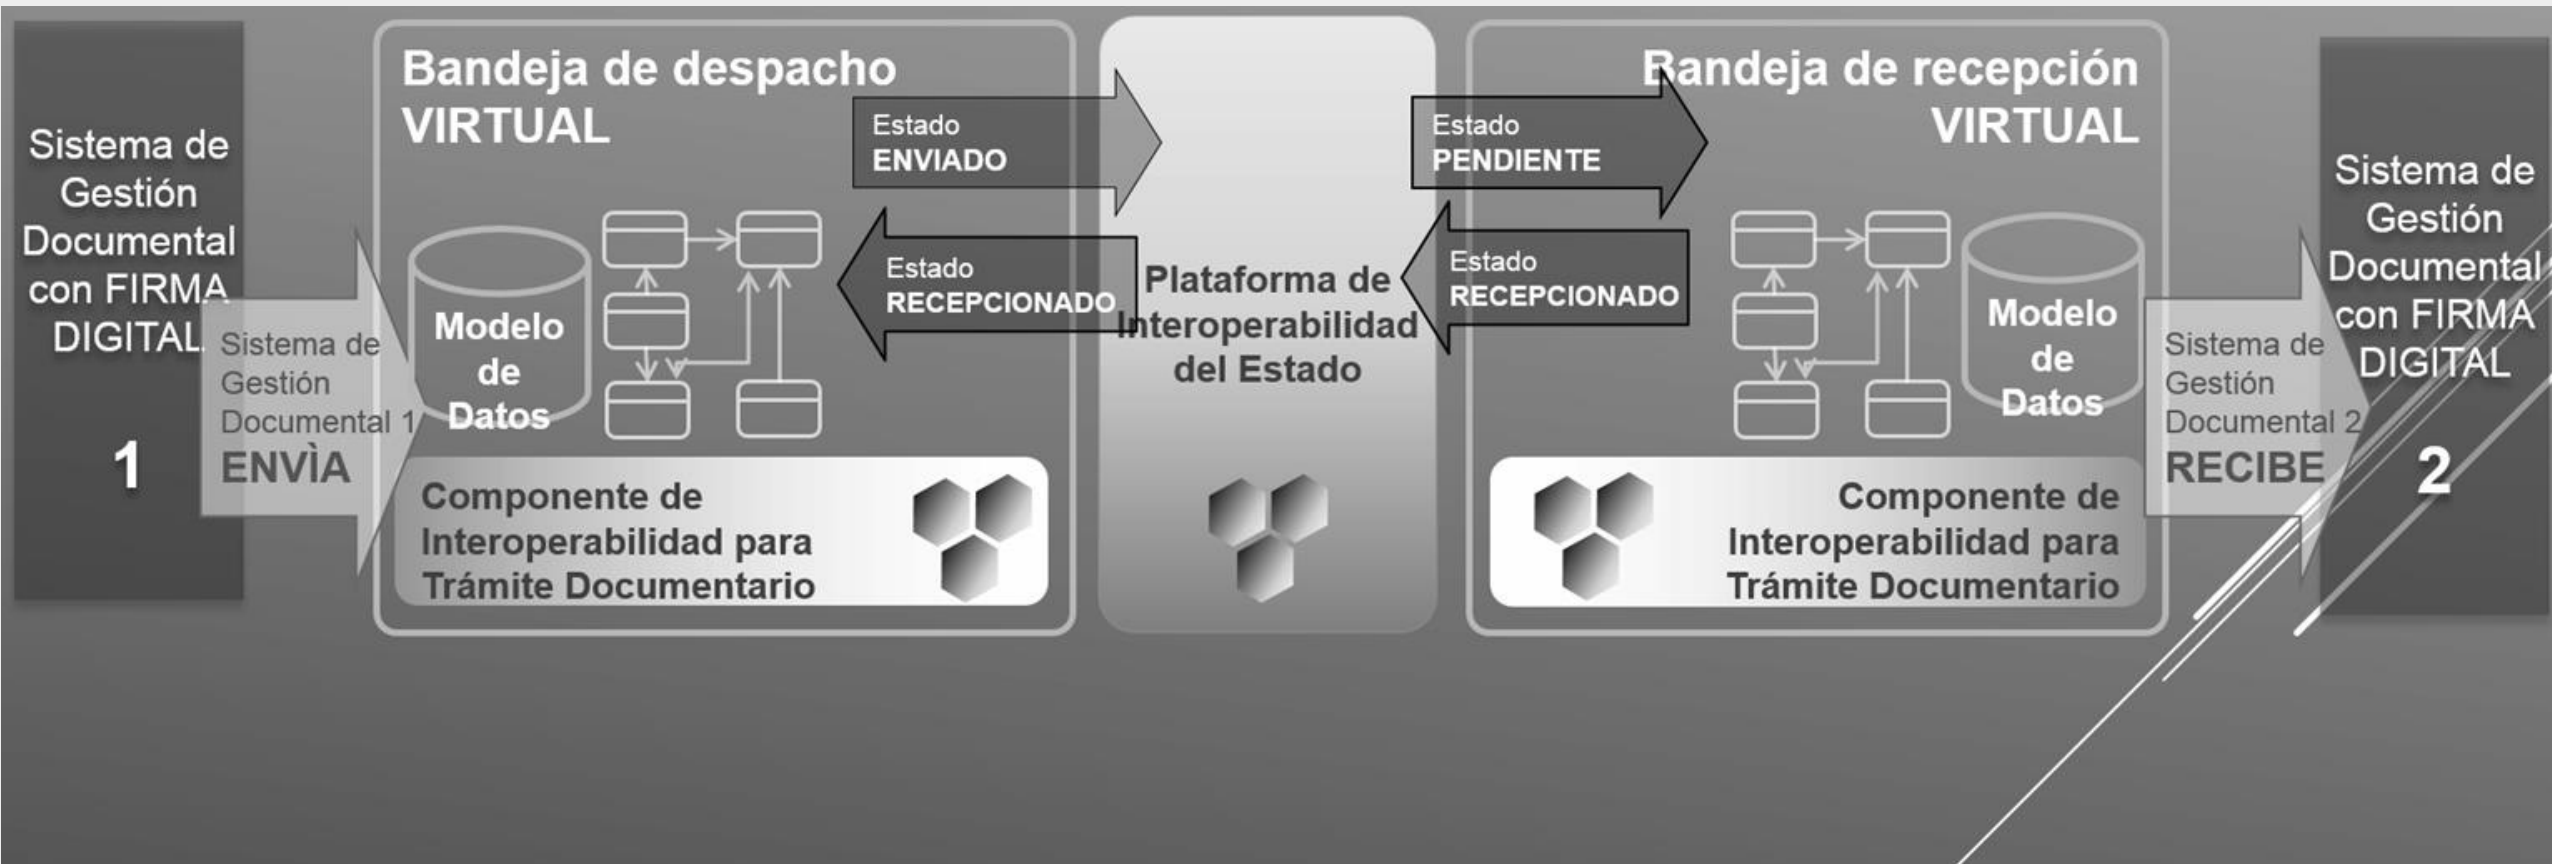 Sistema de
Gestión
Documental
con FIRMA
DIGITAL
1
Sistema de
Gestión
Documental 1
ENVÌA
Bandeja de despacho
VIRTUAL
Modelo
de
Datos
Componente de
Interoperabilidad para
Trámite Documentario
Estado
ENVIADO
Estado
RECEPCIONADO
Plataforma de
Interoperabilidad
del Estado
Estado
PENDIENTE
Estado
RECEPCIONADO
Bandeja de recepción
VIRTUAL
Modelo
de
Datos
Componente de
Interoperabilidad para
Trámite Documentario
Sistema de
Gestión
Documental 2
RECIBE
Sistema de
Gestión
Documental
con FIRMA
DIGITAL
2